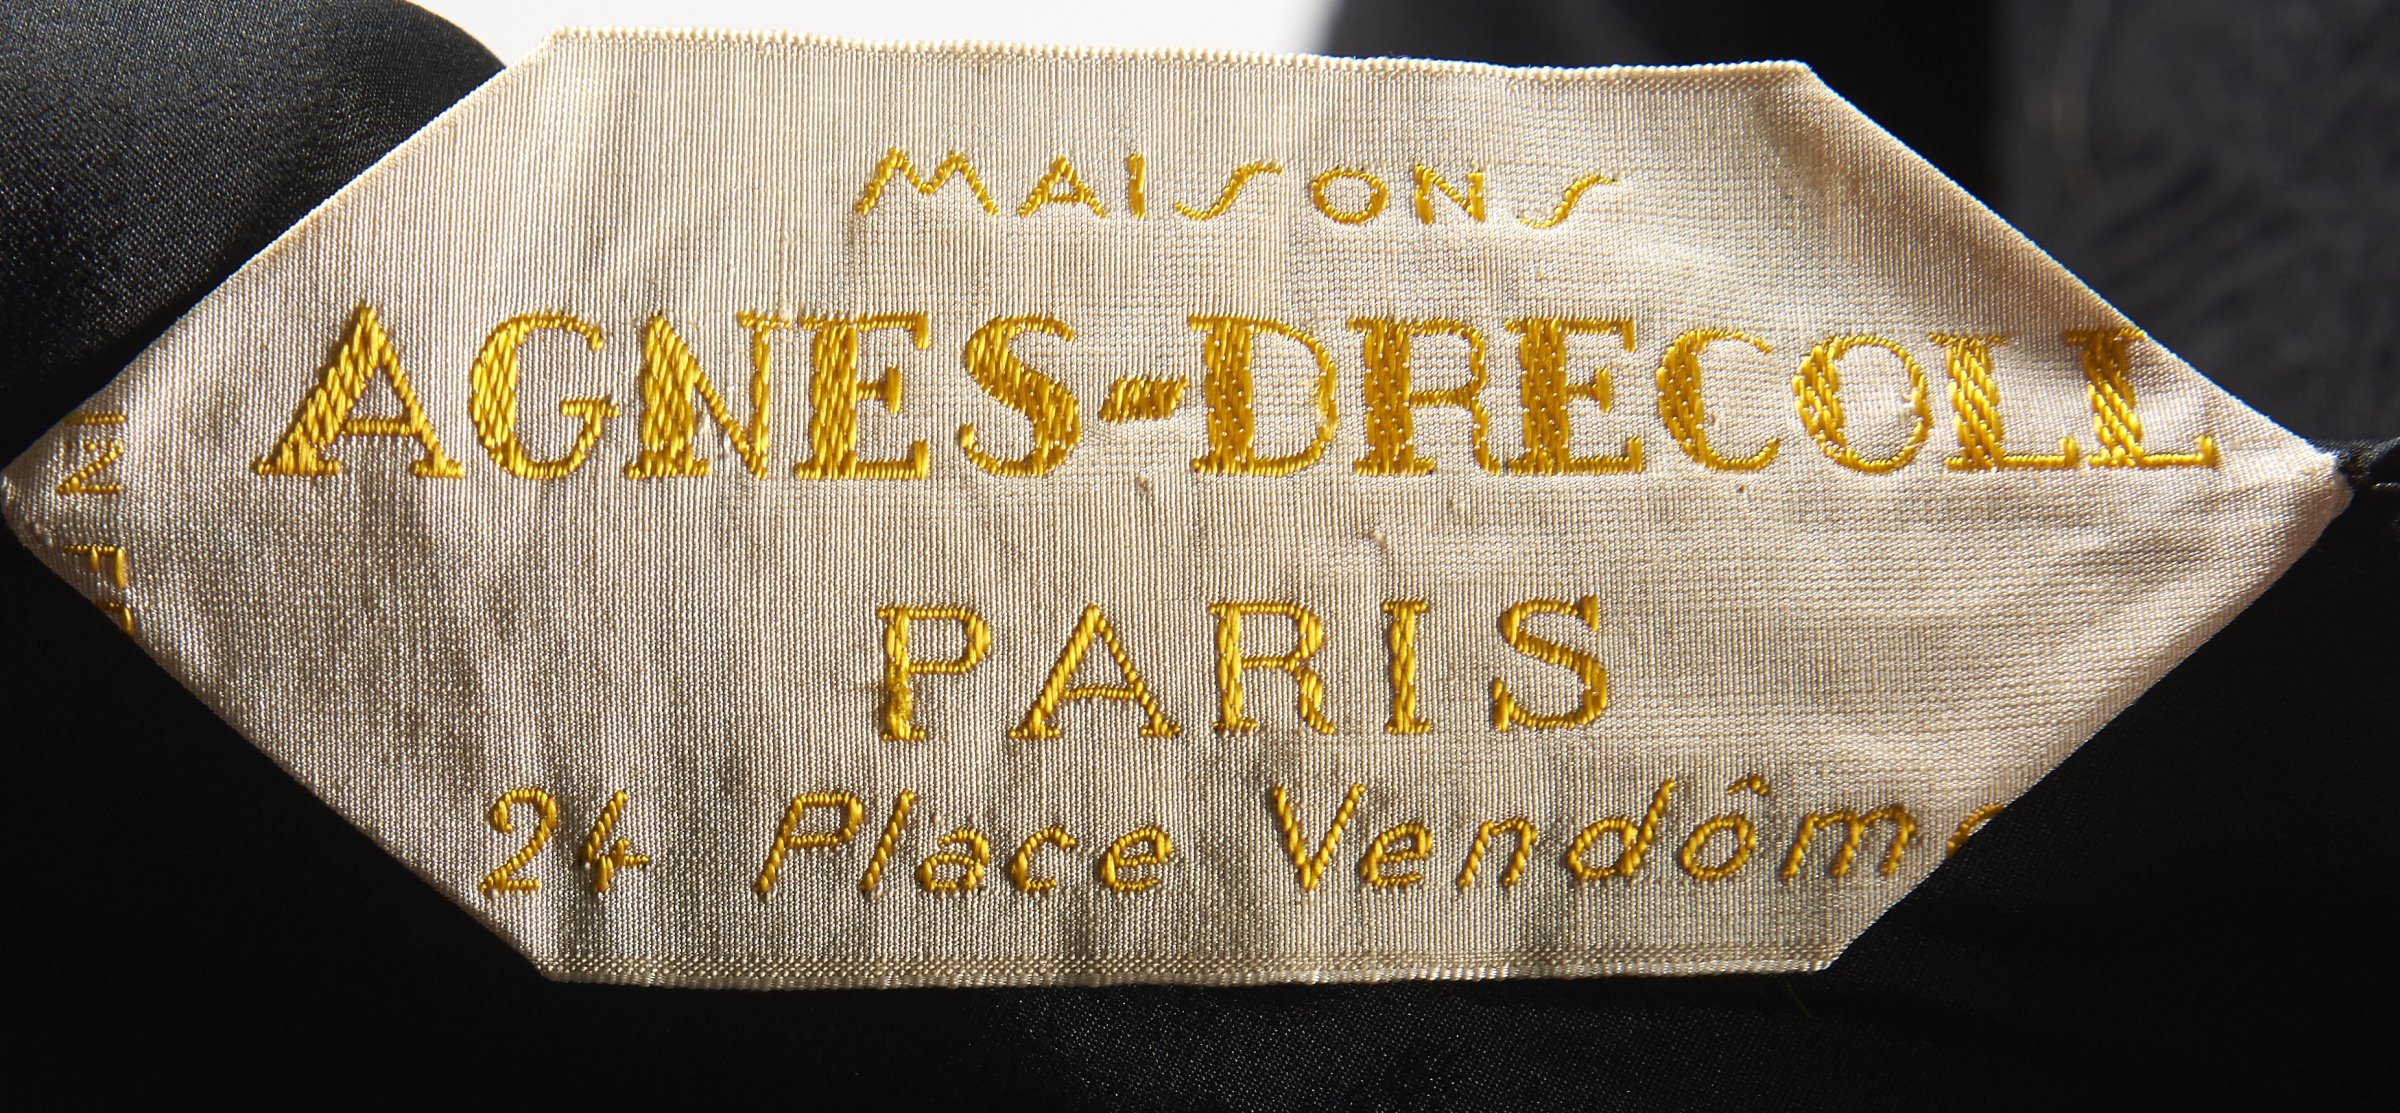 MAISONS
AGNES-DRECOLL
PARIS
24 Place Vendôme